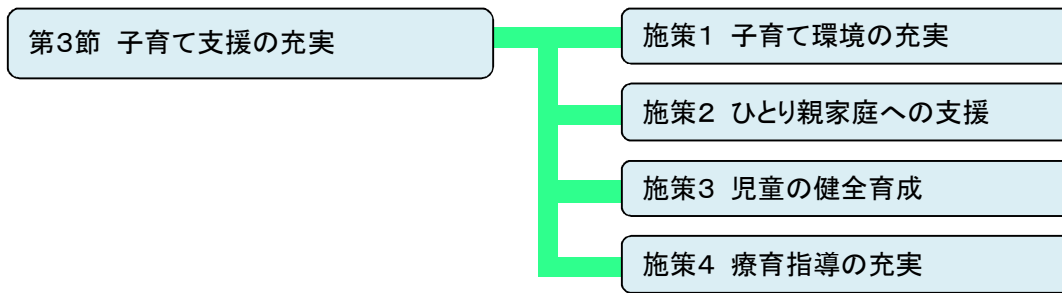 第３節 子育て支援の充実
施策１ 子育て環境の充実
施策２ ひとり親家庭への支援
施策３ 児童の健全育成
施策４ 療育指導の充実